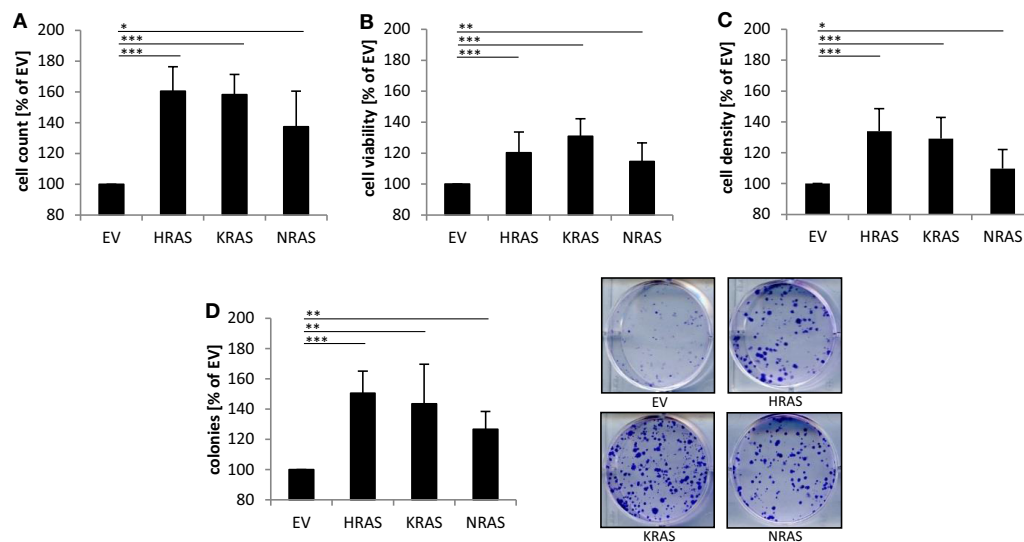 A
cell count [% of EV]
200
180
160
140
120
100
80
*
***
***
EV HRAS KRAS NRAS
B
cell viability [% of EV]
200
180
160
140
120
100
80
**
***
***
EV HRAS KRAS NRAS
C
cell density [% of EV]
200
180
160
140
120
100
80
*
***
***
EV HRAS KRAS NRAS
D
colonies [% of EV]
200
180
160
140
120
100
80
**
**
***
EV HRAS KRAS NRAS
EV HRAS
KRAS NRAS